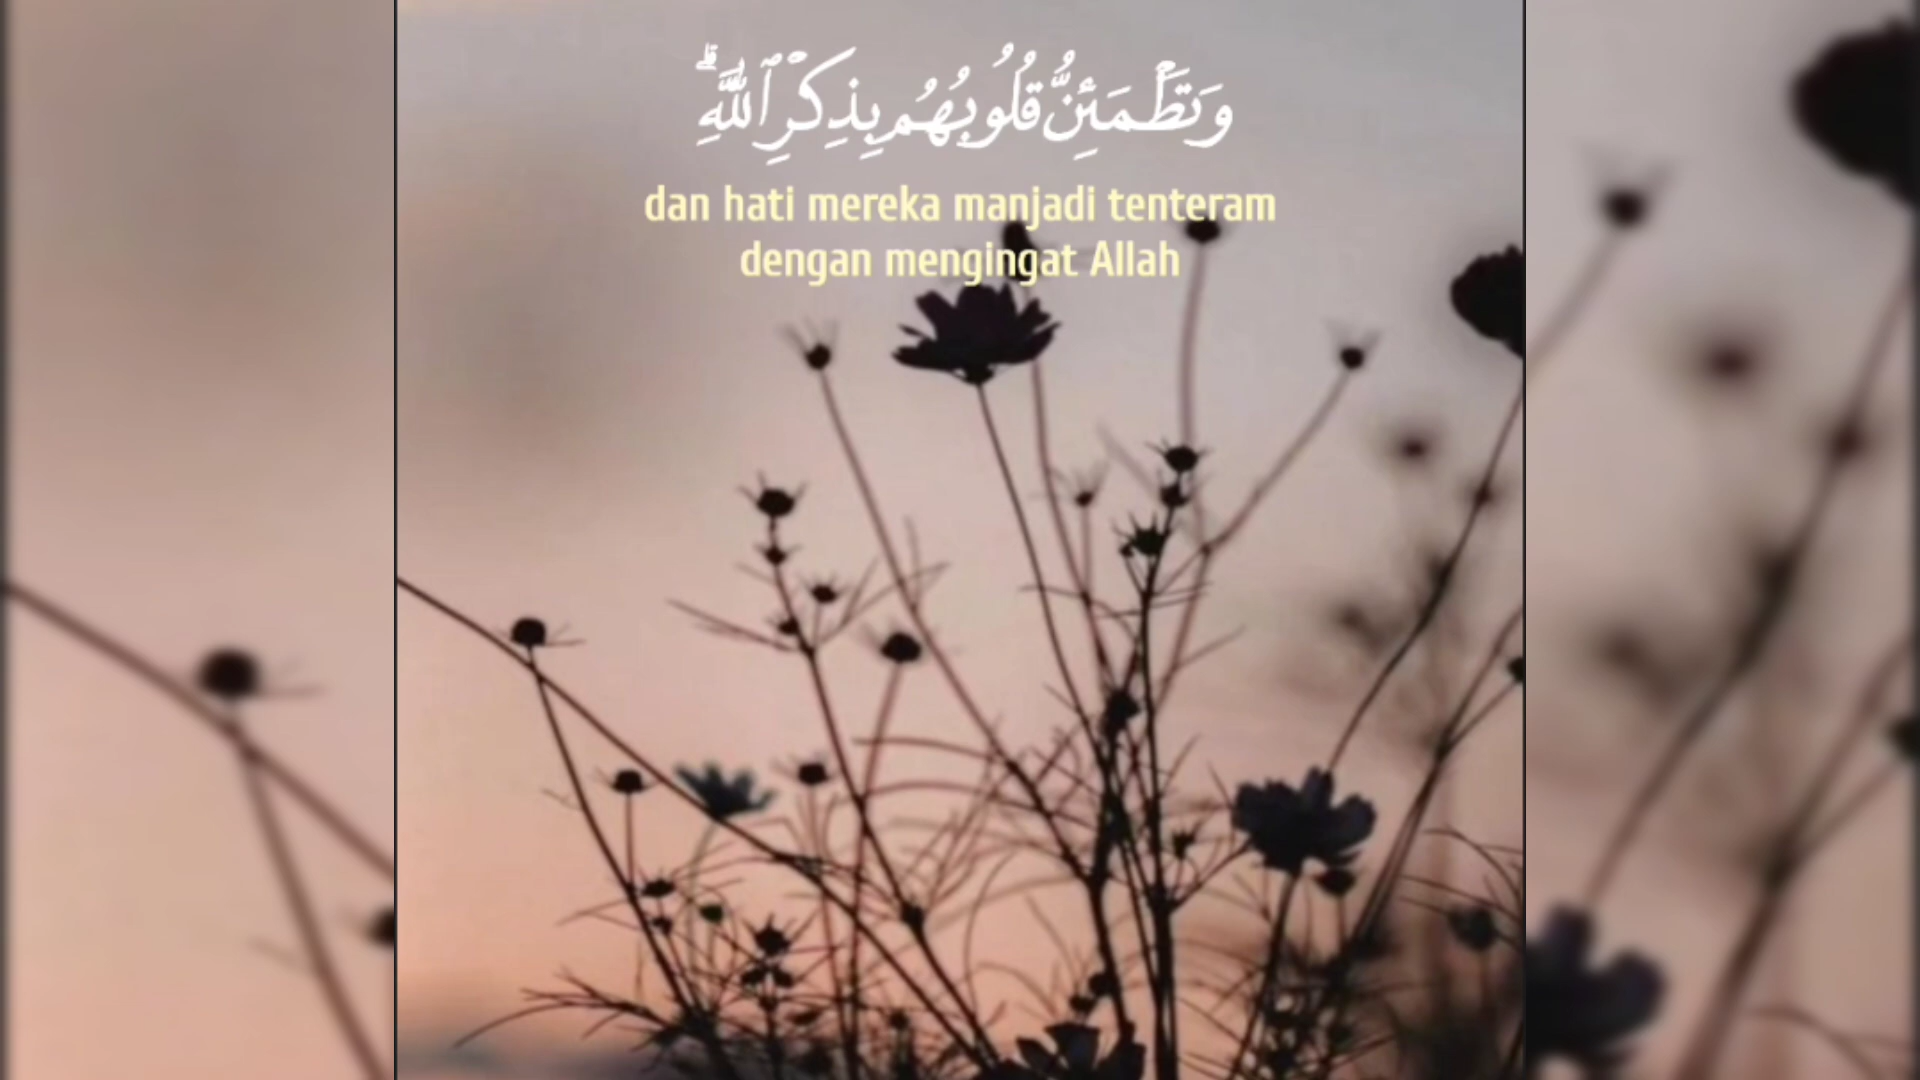 وَتَطۡمَئِنُّ قُلُوبُهُم بِذِكۡرِ ٱللَّهِۗ
dan hati mereka manjadi tenteram
dengan mengingat Allah